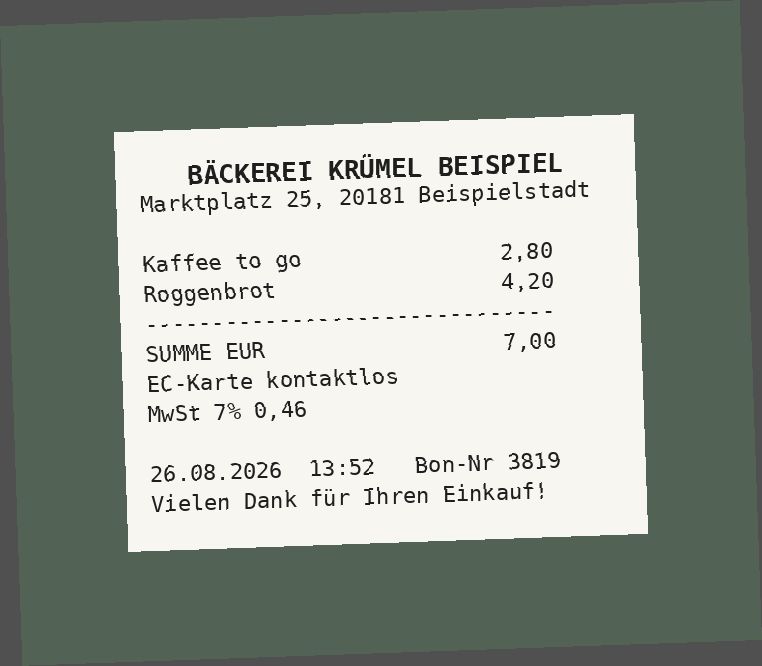 BÄCKEREI KRÜMEL BEISPIEL
Marktplatz 25, 20181 Beispielstadt
Kaffee to go 2,80
Roggenbrot 4,20
-------------------------------
SUMME EUR 7,00
EC-Karte kontaktlos
MwSt 7% 0,46
26.08.2026 13:52 Bon-Nr 3819
Vielen Dank für Ihren Einkauf!